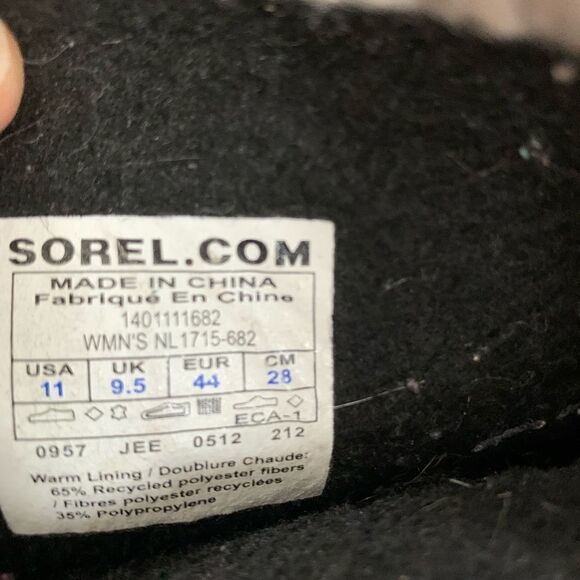 SOREL.COM
MADE IN CHINA
Fabriqué En Chine
1401111682
WMN'S NL1715-682
USA UK EUR CM
11 9.5 44 28
ECA-1
0957 JEE 0512 212
Warm Lining / Doublure Chaude:
65% Recycled polyester fibers
/ Fibres polyester recyclées
35% Polypropylene